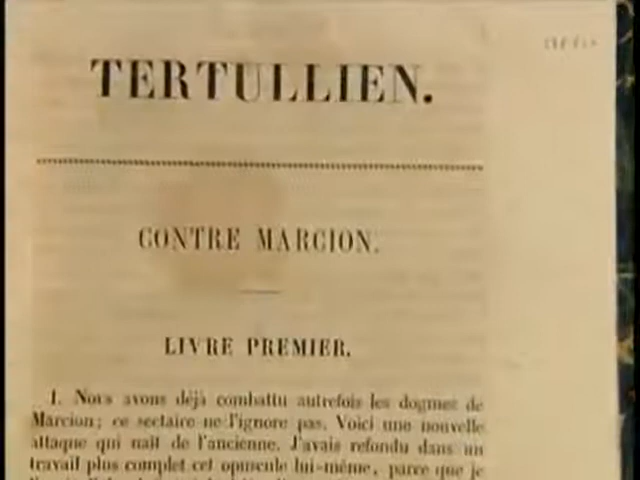 TERTULLIEN.
CONTRE MARCION.
LIVRE PREMIER.
I. Nous avons déjà combattu autrefois les dogmes de
Marcion; ce sectaire ne l'ignore pas. Voici une nouvelle
attaque qui naît de l'ancienne. J'avais refondu dans un
travail plus complet cet opuscule lui-même, parce que je